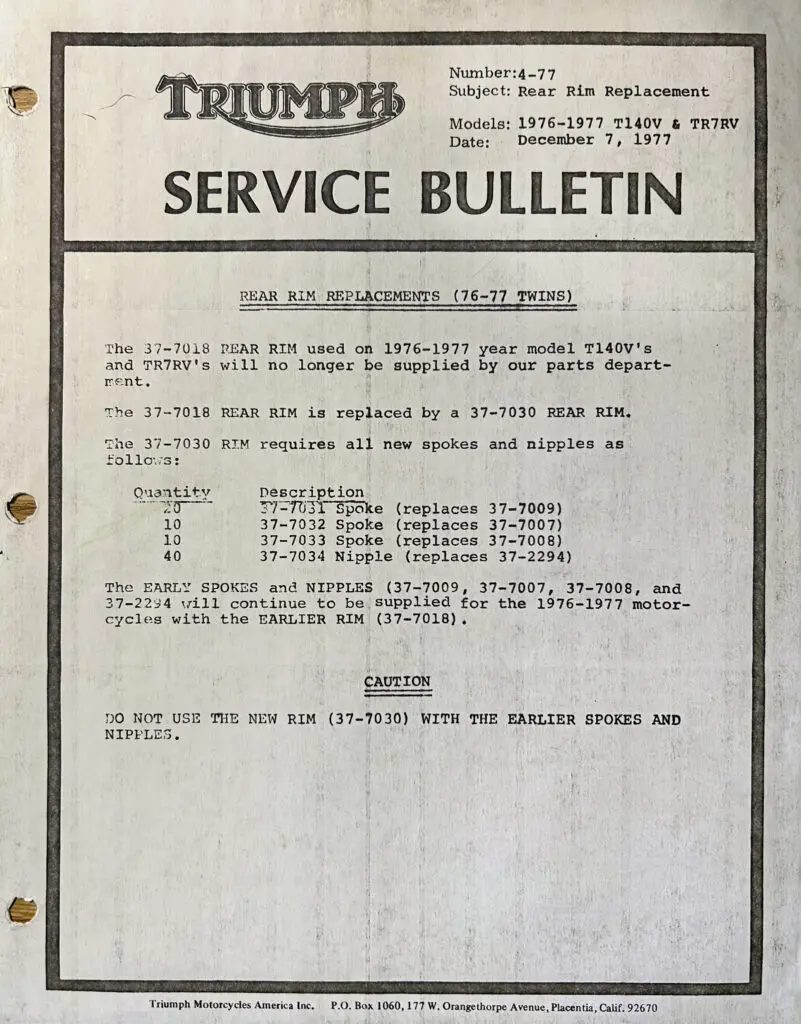 TRIUMPH
Number:4-77
Subject: Rear Rim Replacement
Models: 1976-1977 T140V & TR7RV
Date: December 7, 1977
SERVICE BULLETIN
REAR RIM REPLACEMENTS (76-77 TWINS)
The 37-7018 REAR RIM used on 1976-1977 year model T140V's
and TR7RV's will no longer be supplied by our parts depart-
ment.
The 37-7018 REAR RIM is replaced by a 37-7030 REAR RIM.
The 37-7030 RIM requires all new spokes and nipples as
follows:
Quantity Description
20 37-7031 Spoke (replaces 37-7009)
10 37-7032 Spoke (replaces 37-7007)
10 37-7033 Spoke (replaces 37-7008)
40 37-7034 Nipple (replaces 37-2294)
The EARLY SPOKES and NIPPLES (37-7009, 37-7007, 37-7008, and
37-2294 will continue to be supplied for the 1976-1977 motor-
cycles with the EARLIER RIM (37-7018).
CAUTION
DO NOT USE THE NEW RIM (37-7030) WITH THE EARLIER SPOKES AND
NIPPLES.
Triumph Motorcycles America Inc. P.O. Box 1060, 177 W. Orangethorpe Avenue, Placentia, Calif. 92670